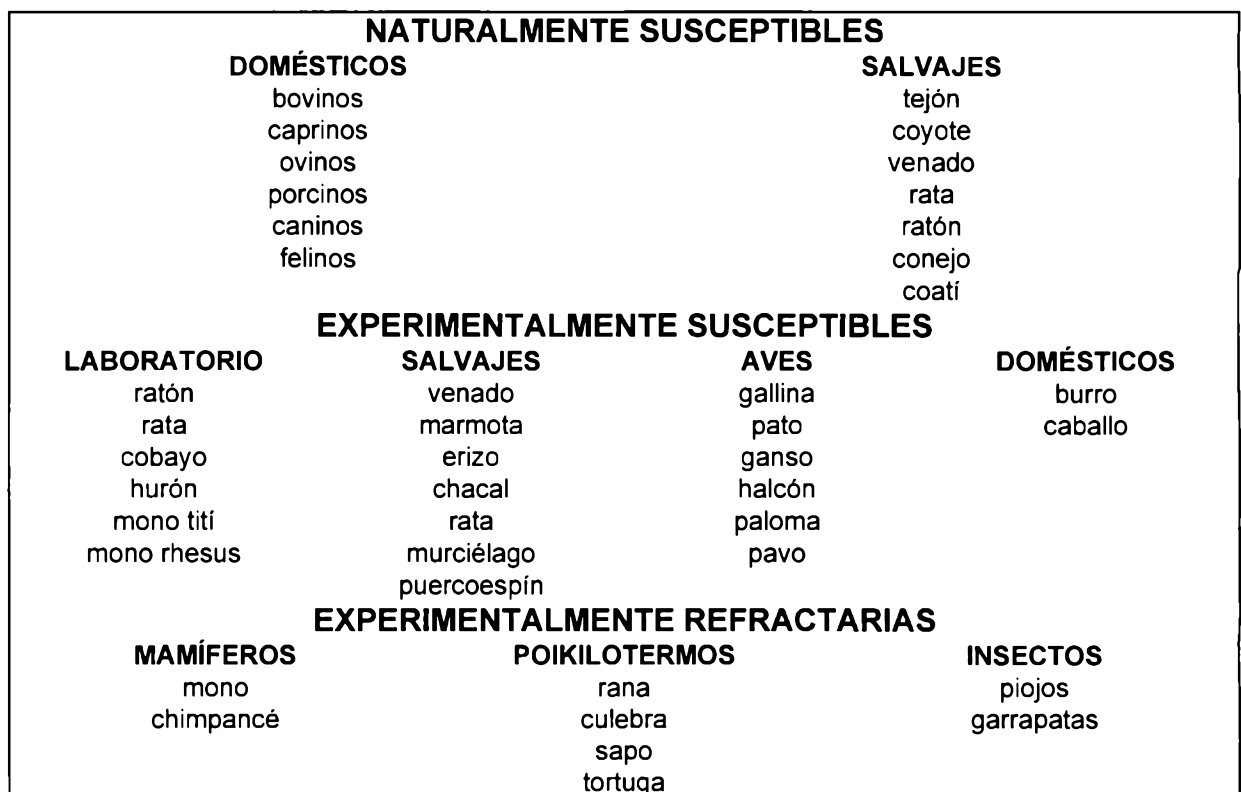 NATURALMENTE SUSCEPTIBLES
DOMÉSTICOS SALVAJES
bovinos tejón
caprinos coyote
ovinos venado
porcinos rata
caninos ratón
felinos conejo
coatí
EXPERIMENTALMENTE SUSCEPTIBLES
LABORATORIO SALVAJES AVES DOMÉSTICOS
ratón venado gallina burro
rata marmota pato caballo
cobayo erizo ganso
hurón chacal halcón
mono tití rata paloma
mono rhesus murciélago pavo
puercoespín
EXPERIMENTALMENTE REFRACTARIAS
MAMÍFEROS POIKILOTERMOS INSECTOS
mono rana piojos
chimpancé culebra garrapatas
sapo
tortuga